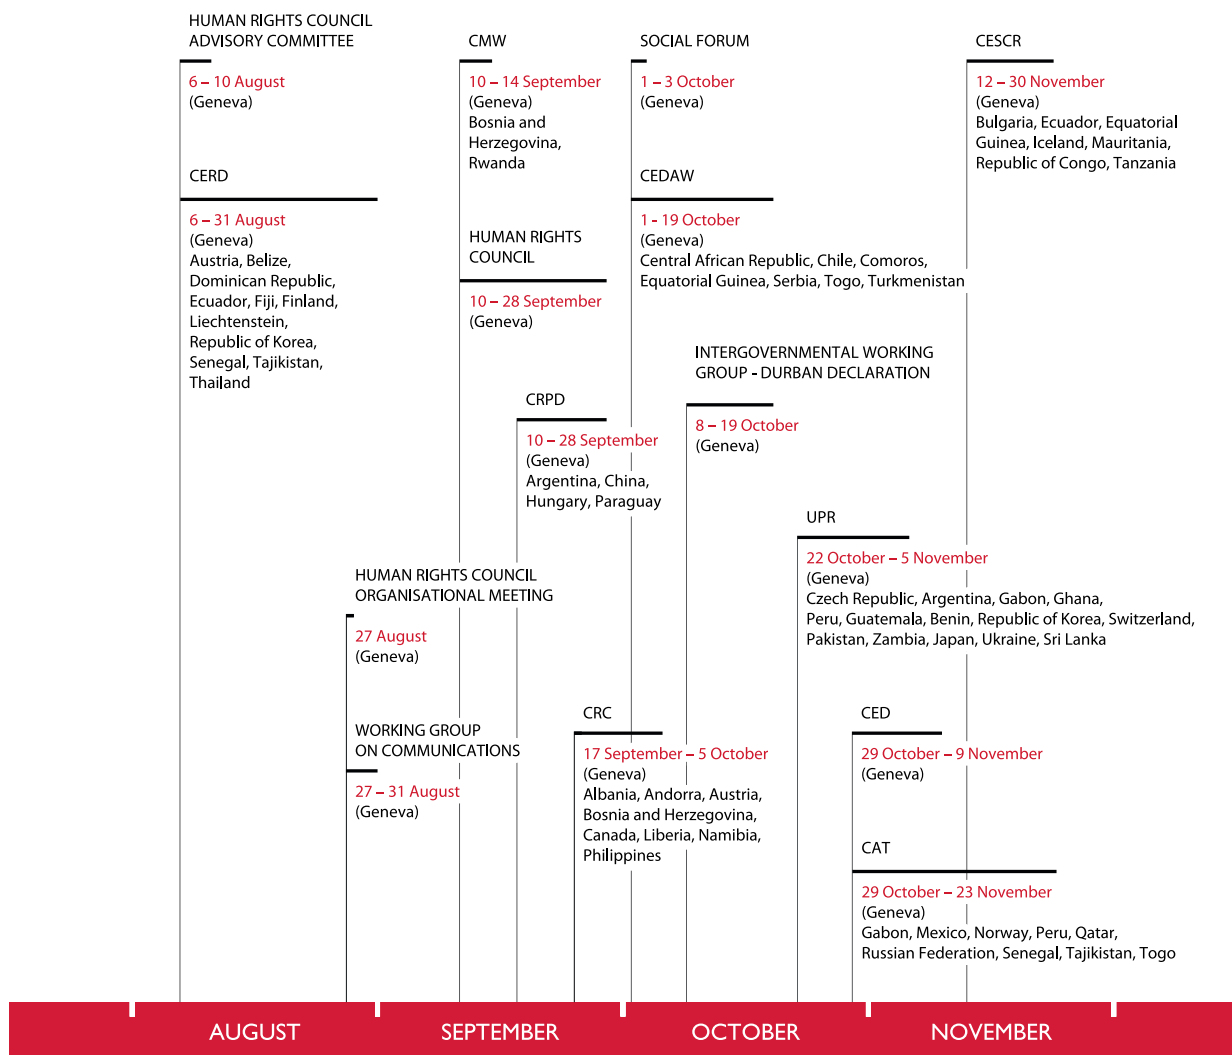 HUMAN RIGHTS COUNCIL
ADVISORY COMMITTEE
6 – 10 August
(Geneva)
CERD
6 – 31 August
(Geneva)
Austria, Belize,
Dominican Republic,
Ecuador, Fiji, Finland,
Liechtenstein,
Republic of Korea,
Senegal, Tajikistan,
Thailand
HUMAN RIGHTS COUNCIL
ORGANISATIONAL MEETING
27 August
(Geneva)
WORKING GROUP
ON COMMUNICATIONS
27 – 31 August
(Geneva)
CMW
10 – 14 September
(Geneva)
Bosnia and
Herzegovina,
Rwanda
HUMAN RIGHTS
COUNCIL
10 – 28 September
(Geneva)
CRPD
10 – 28 September
(Geneva)
Argentina, China,
Hungary, Paraguay
CRC
17 September – 5 October
(Geneva)
Albania, Andorra, Austria,
Bosnia and Herzegovina,
Canada, Liberia, Namibia,
Philippines
SOCIAL FORUM
1 – 3 October
(Geneva)
CEDAW
1 - 19 October
(Geneva)
Central African Republic, Chile, Comoros,
Equatorial Guinea, Serbia, Togo, Turkmenistan
INTERGOVERNMENTAL WORKING
GROUP - DURBAN DECLARATION
8 – 19 October
(Geneva)
UPR
22 October – 5 November
(Geneva)
Czech Republic, Argentina, Gabon, Ghana,
Peru, Guatemala, Benin, Republic of Korea, Switzerland,
Pakistan, Zambia, Japan, Ukraine, Sri Lanka
CED
29 October – 9 November
(Geneva)
CAT
29 October – 23 November
(Geneva)
Gabon, Mexico, Norway, Peru, Qatar,
Russian Federation, Senegal, Tajikistan, Togo
CESCR
12 – 30 November
(Geneva)
Bulgaria, Ecuador, Equatorial
Guinea, Iceland, Mauritania,
Republic of Congo, Tanzania
AUGUST
SEPTEMBER
OCTOBER
NOVEMBER